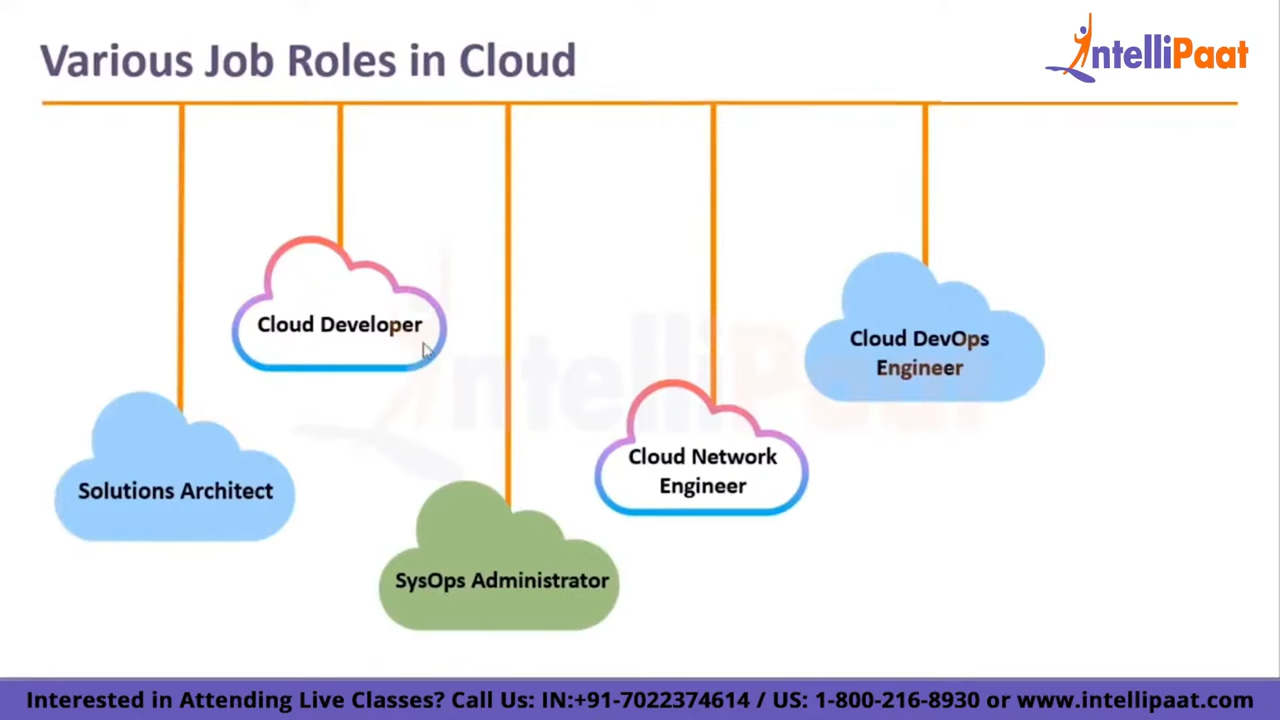 Various Job Roles in Cloud
IntelliPaat
Cloud Developer
Cloud DevOps
Engineer
IntelliPaat
Cloud Network
Engineer
Solutions Architect
SysOps Administrator
Interested in Attending Live Classes? Call Us: IN:+91-7022374614 / US: 1-800-216-8930 or www.intellipaat.com